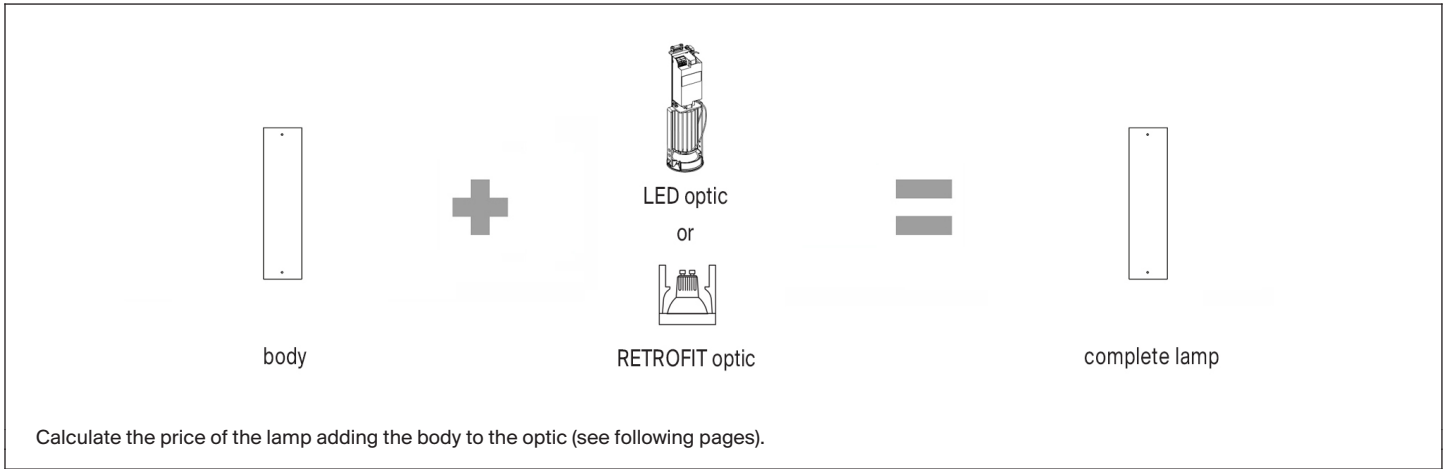 LED optic
or
body
RETROFIT optic
complete lamp
Calculate the price of the lamp adding the body to the optic (see following pages).